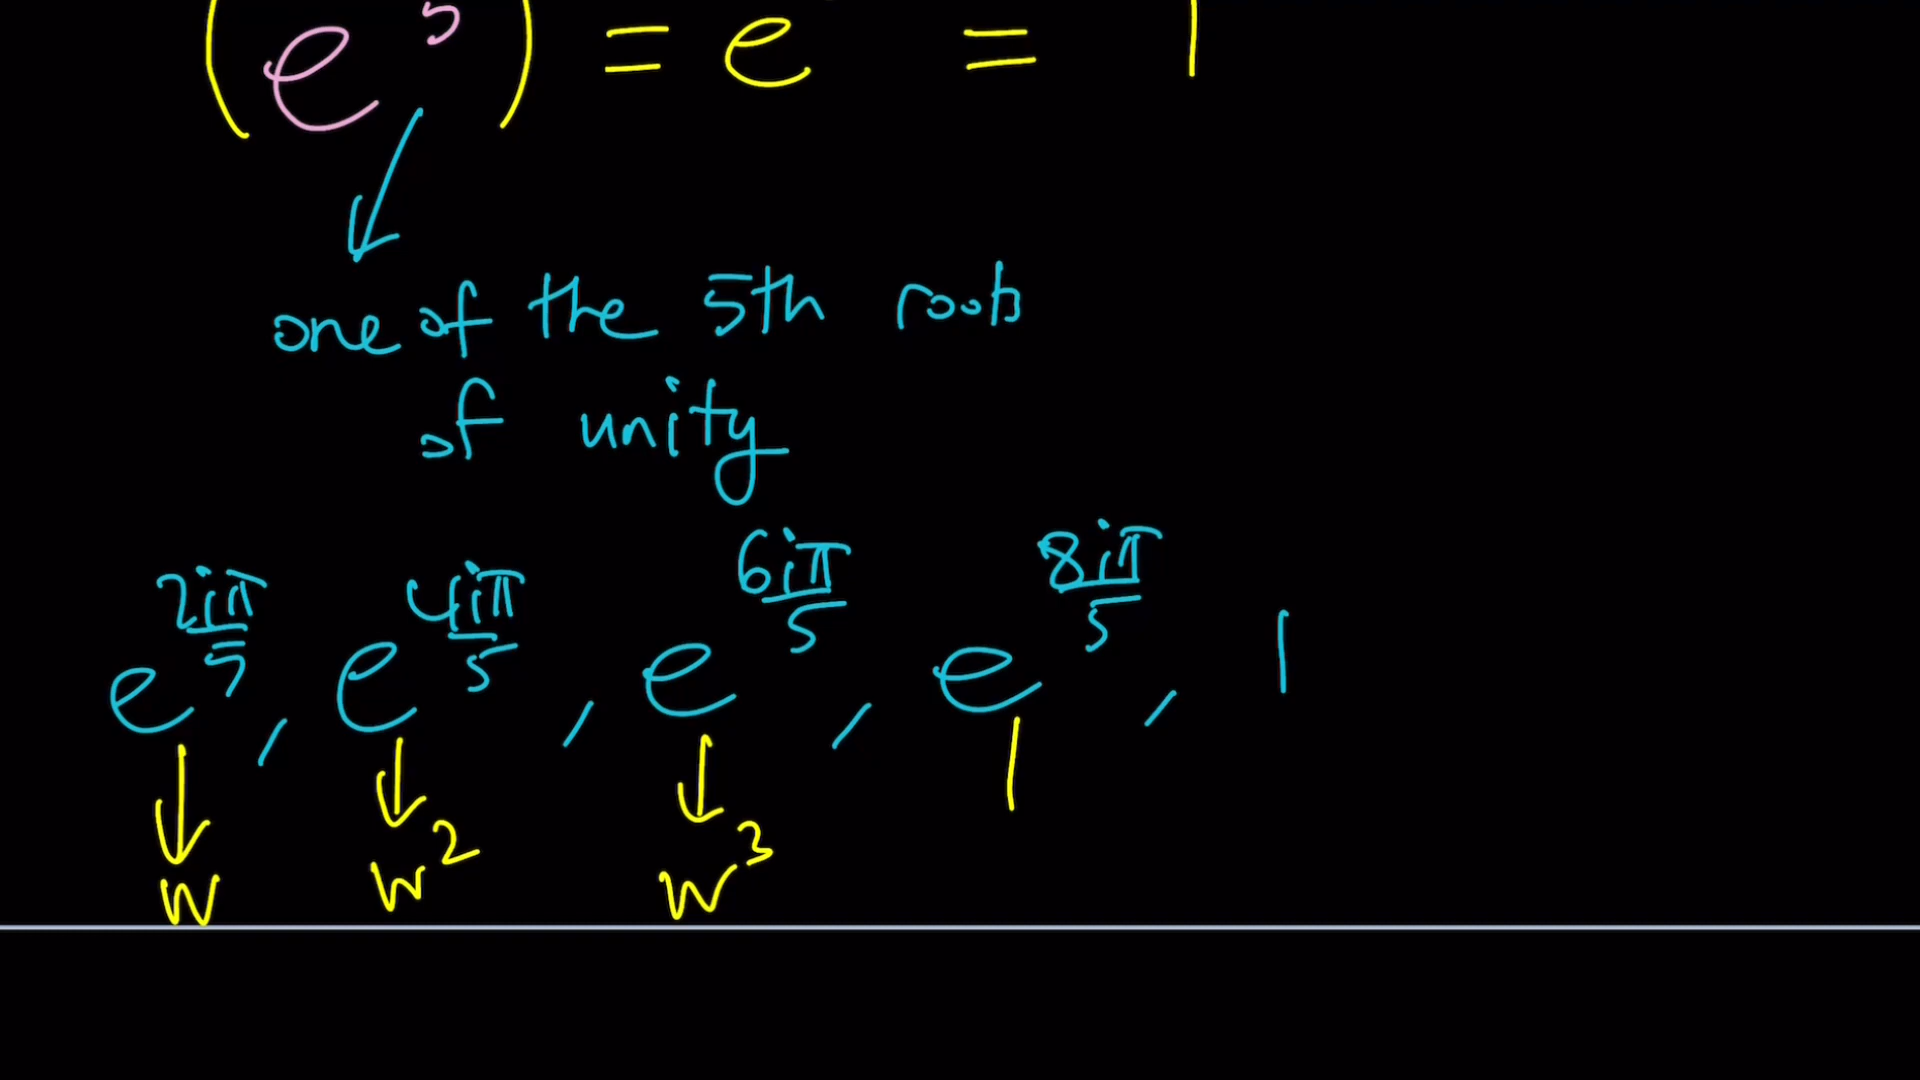 (e^5) = e = 1
one of the 5th roots
of unity
e^(2iπ/5), e^(4iπ/5), e^(6iπ/5), e^(8iπ/5), 1
w w^2 w^3